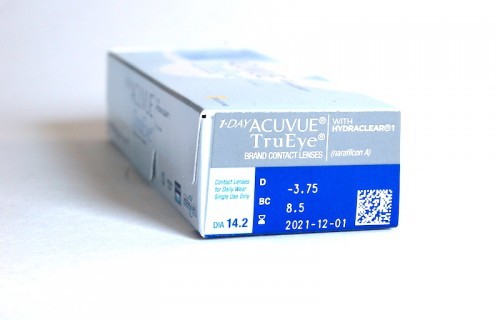 1-DAY ACUVUE®
TruEye®
BRAND CONTACT LENSES
WITH
HYDRACLEAR®1
(narafilcon A)
Contact Lenses
for Daily Wear
Single Use Only
DIA 14.2
D -3.75
BC 8.5
2021-12-01